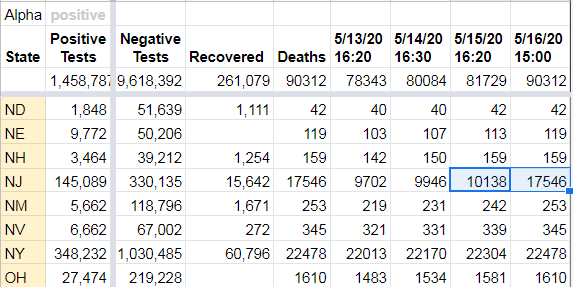 Alpha positive
State Positive Tests Negative Tests Recovered Deaths 5/13/20 16:20 5/14/20 16:30 5/15/20 16:20 5/16/20 15:00
1,458,787 9,618,392 261,079 90312 78343 80084 81729 90312
ND 1,848 51,639 1,111 42 40 40 42 42
NE 9,772 50,206 119 103 107 113 119
NH 3,464 39,212 1,254 159 142 150 159 159
NJ 145,089 330,135 15,642 17546 9702 9946 10138 17546
NM 5,662 118,796 1,671 253 219 231 242 253
NV 6,662 67,002 272 345 321 331 339 345
NY 348,232 1,030,485 60,796 22478 22013 22170 22304 22478
OH 27,474 219,228 1610 1483 1534 1581 1610